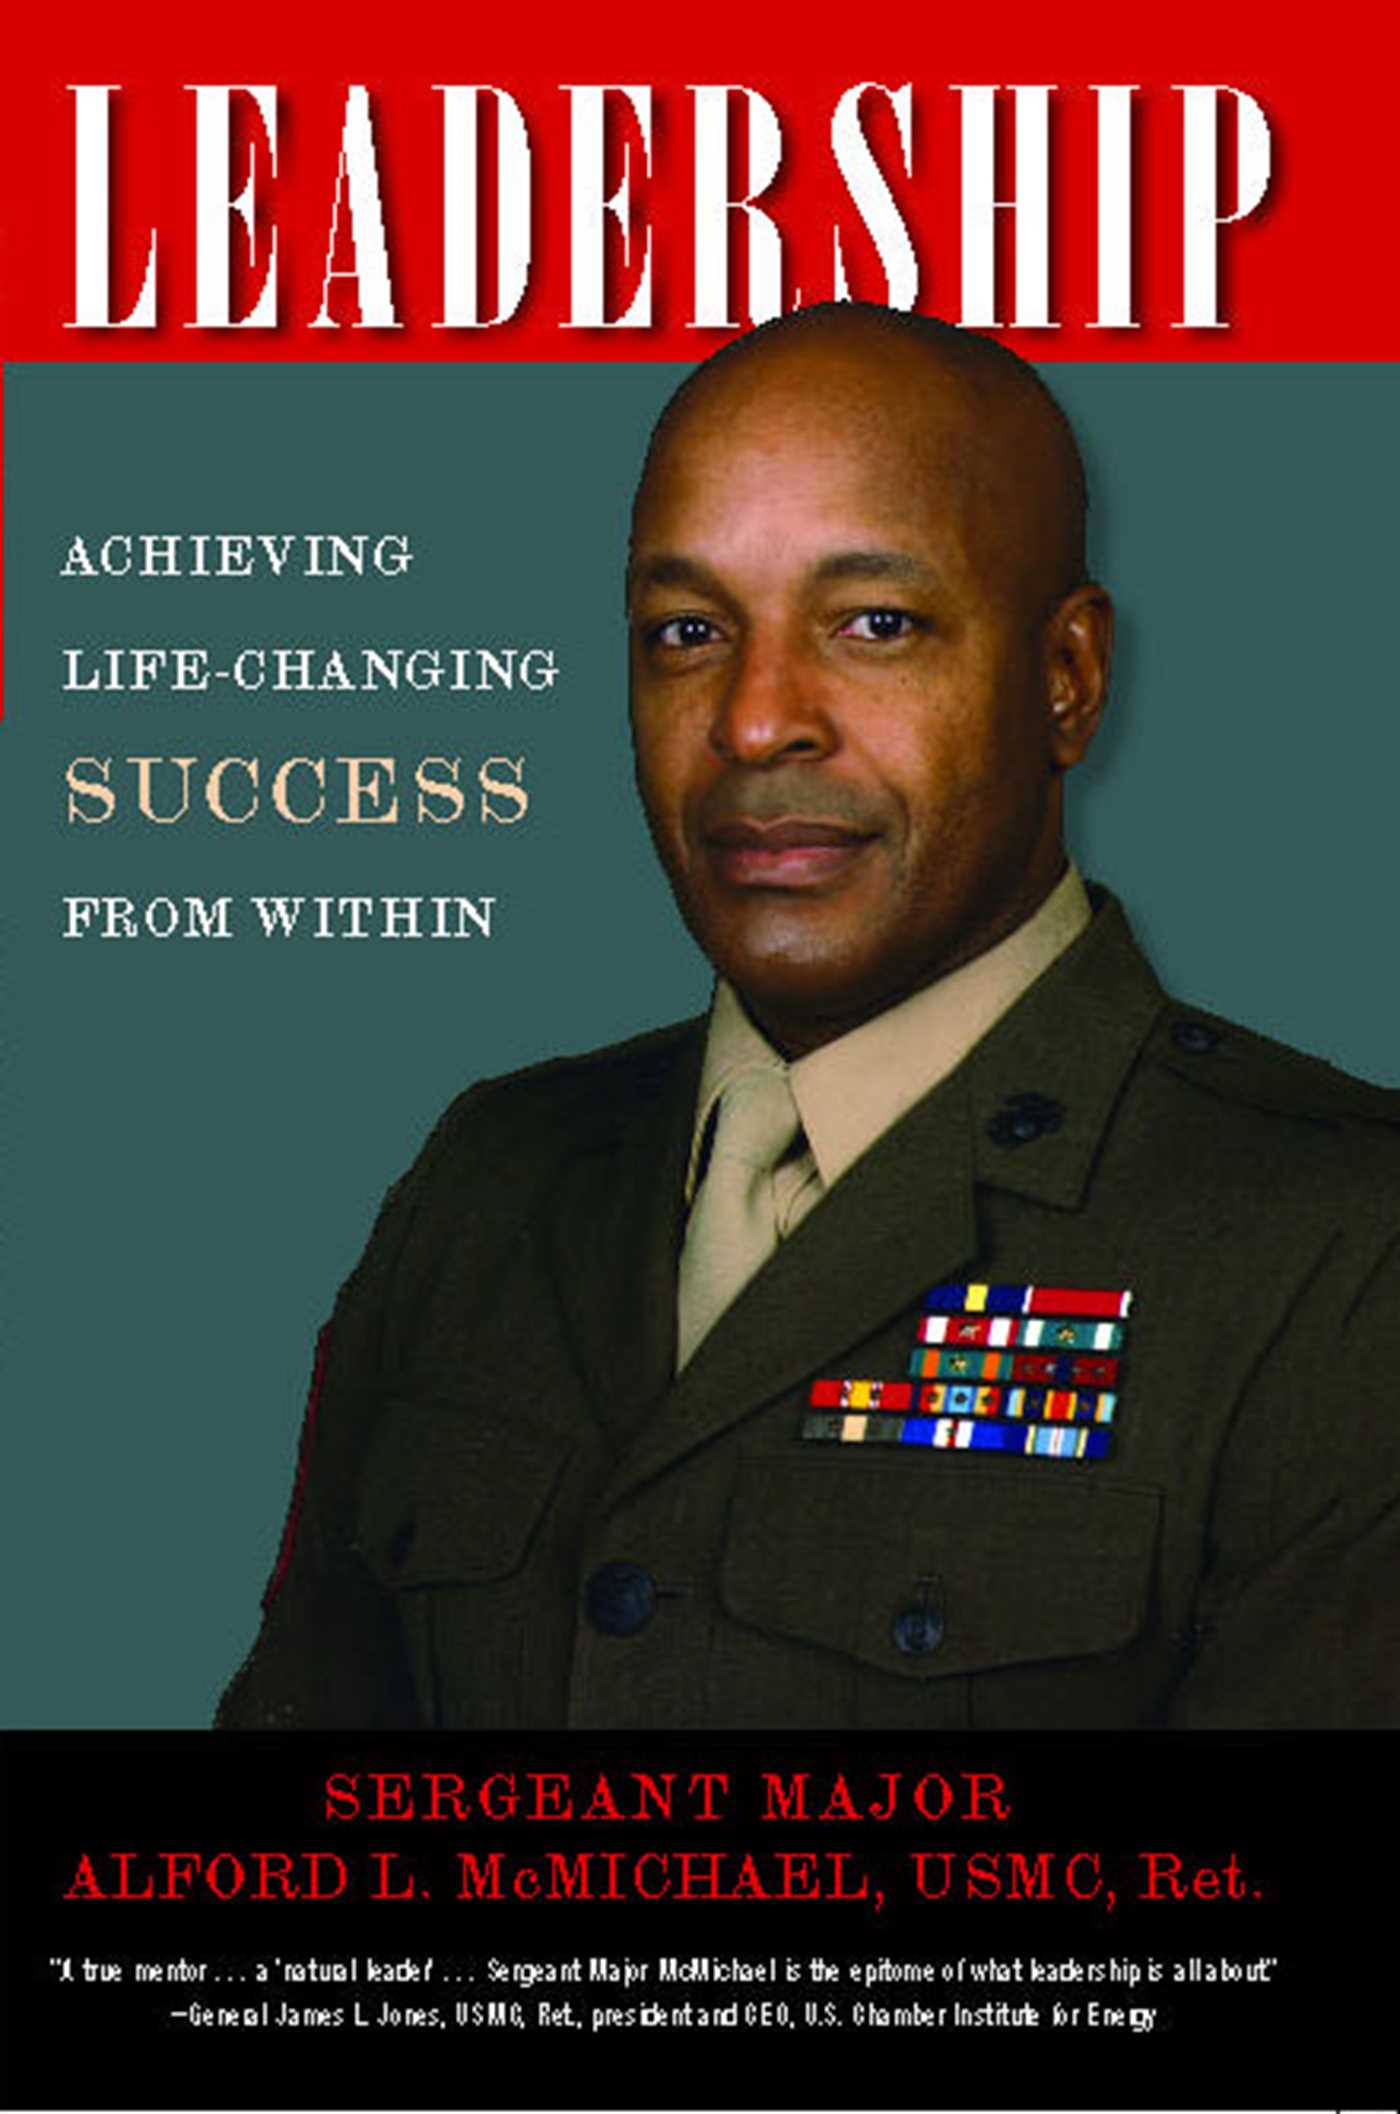 LEADERSHIP
ACHIEVING
LIFE-CHANGING
SUCCESS
FROM WITHIN
SERGEANT MAJOR
ALFORD L. McMICHAEL, USMC, Ret.
"A true mentor . . . a 'natural leader' . . . Sergeant Major McMichael is the epitome of what leadership is all about."
—General James L. Jones, USMC, Ret., president and CEO, U.S. Chamber Institute for Energy